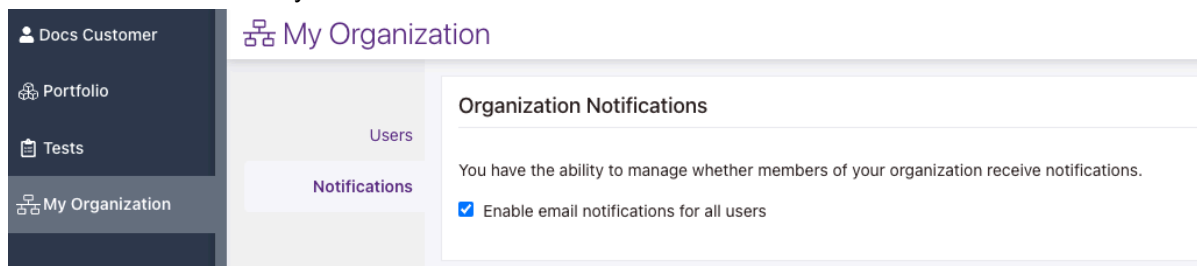 Docs Customer
Portfolio
Tests
My Organization
My Organization
Users
Notifications
Organization Notifications
You have the ability to manage whether members of your organization receive notifications.
Enable email notifications for all users